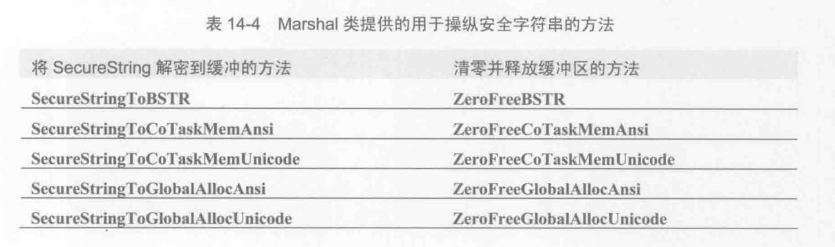 表 14-4 Marshal 类提供的用于操纵安全字符串的方法
将 SecureString 解密到缓冲的方法 清零并释放缓冲区的方法
SecureStringToBSTR ZeroFreeBSTR
SecureStringToCoTaskMemAnsi ZeroFreeCoTaskMemAnsi
SecureStringToCoTaskMemUnicode ZeroFreeCoTaskMemUnicode
SecureStringToGlobalAllocAnsi ZeroFreeGlobalAllocAnsi
SecureStringToGlobalAllocUnicode ZeroFreeGlobalAllocUnicode